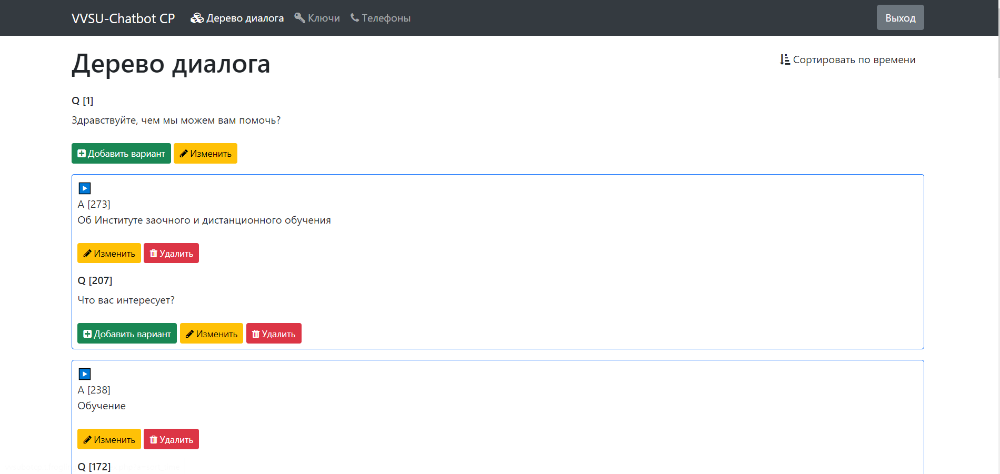 VVSU-Chatbot CP Дерево диалога Ключи Телефоны Выход
Дерево диалога
Сортировать по времени
Q [1]
Здравствуйте, чем мы можем вам помочь?
Добавить вариант Изменить
A [273]
Об Институте заочного и дистанционного обучения
Изменить Удалить
Q [207]
Что вас интересует?
Добавить вариант Изменить Удалить
A [238]
Обучение
Изменить Удалить
Q [172]